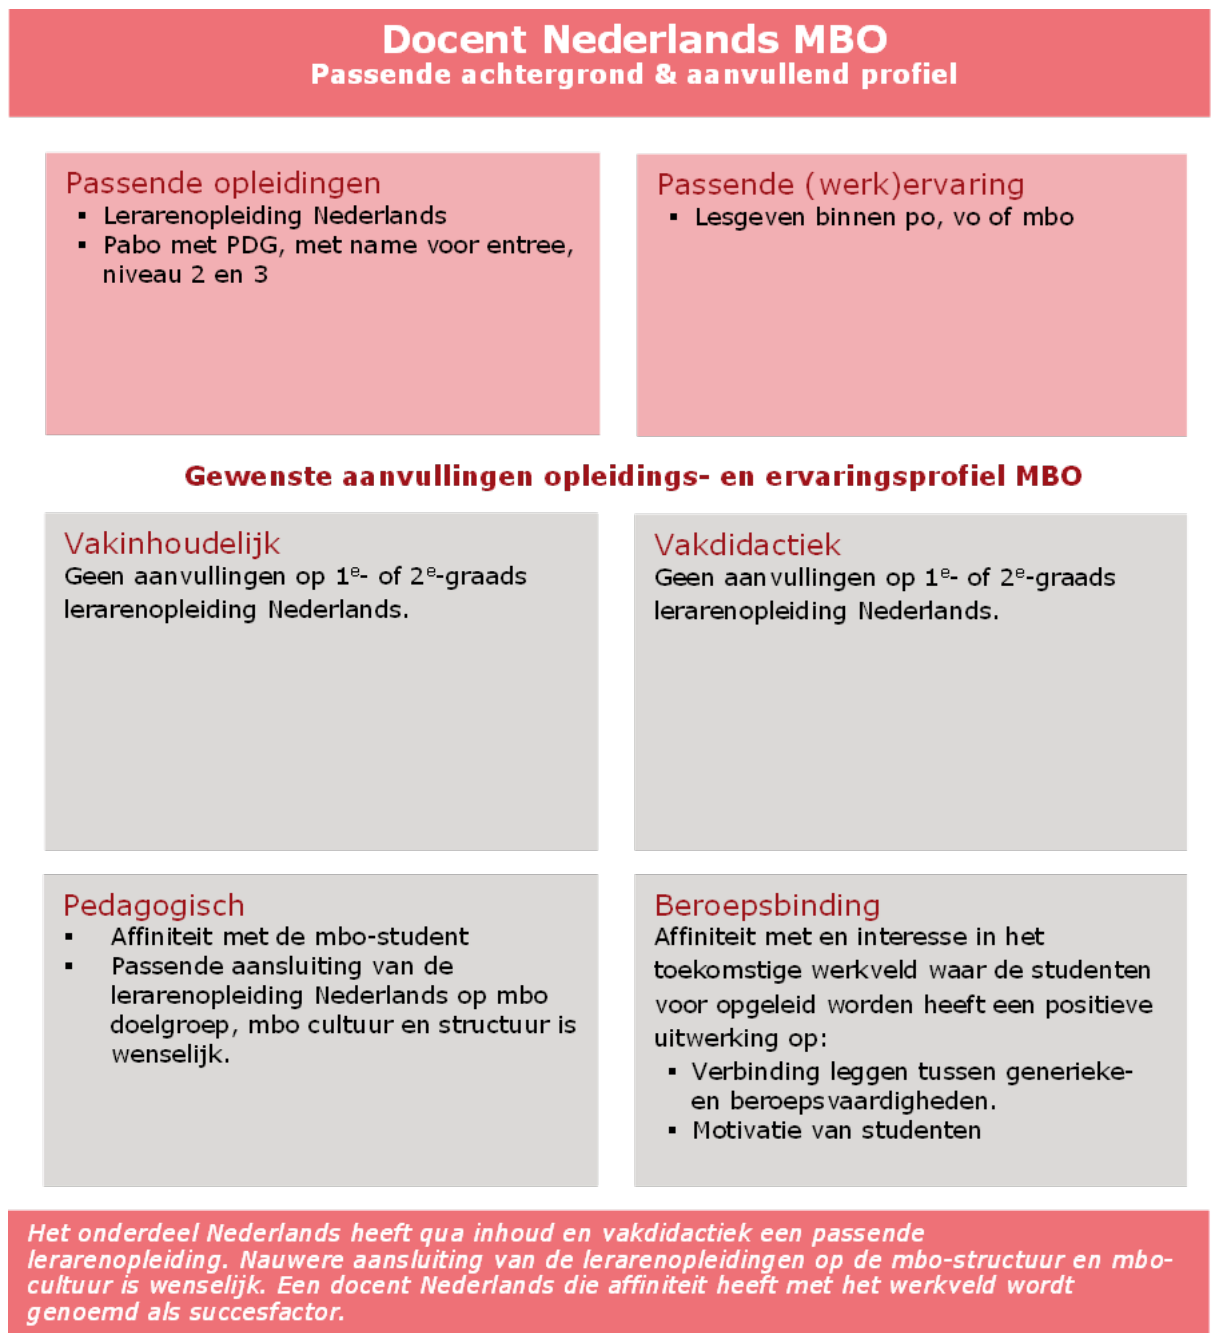 Docent Nederlands MBO
Passende achtergrond & aanvullend profiel
Passende opleidingen
▪ Lerarenopleiding Nederlands
▪ Pabo met PDG, met name voor entree,
niveau 2 en 3
Passende (werk)ervaring
▪ Lesgeven binnen po, vo of mbo
Gewenste aanvullingen opleidings- en ervaringsprofiel MBO
Vakinhoudelijk
Geen aanvullingen op 1ᵉ- of 2ᵉ-graads
lerarenopleiding Nederlands.
Vakdidactiek
Geen aanvullingen op 1ᵉ- of 2ᵉ-graads
lerarenopleiding Nederlands.
Pedagogisch
▪ Affiniteit met de mbo-student
▪ Passende aansluiting van de
lerarenopleiding Nederlands op mbo
doelgroep, mbo cultuur en structuur is
wenselijk.
Beroepsbinding
Affiniteit met en interesse in het
toekomstige werkveld waar de studenten
voor opgeleid worden heeft een positieve
uitwerking op:
▪ Verbinding leggen tussen generieke-
en beroepsvaardigheden.
▪ Motivatie van studenten
Het onderdeel Nederlands heeft qua inhoud en vakdidactiek een passende
lerarenopleiding. Nauwere aansluiting van de lerarenopleidingen op de mbo-structuur en mbo-
cultuur is wenselijk. Een docent Nederlands die affiniteit heeft met het werkveld wordt
genoemd als succesfactor.